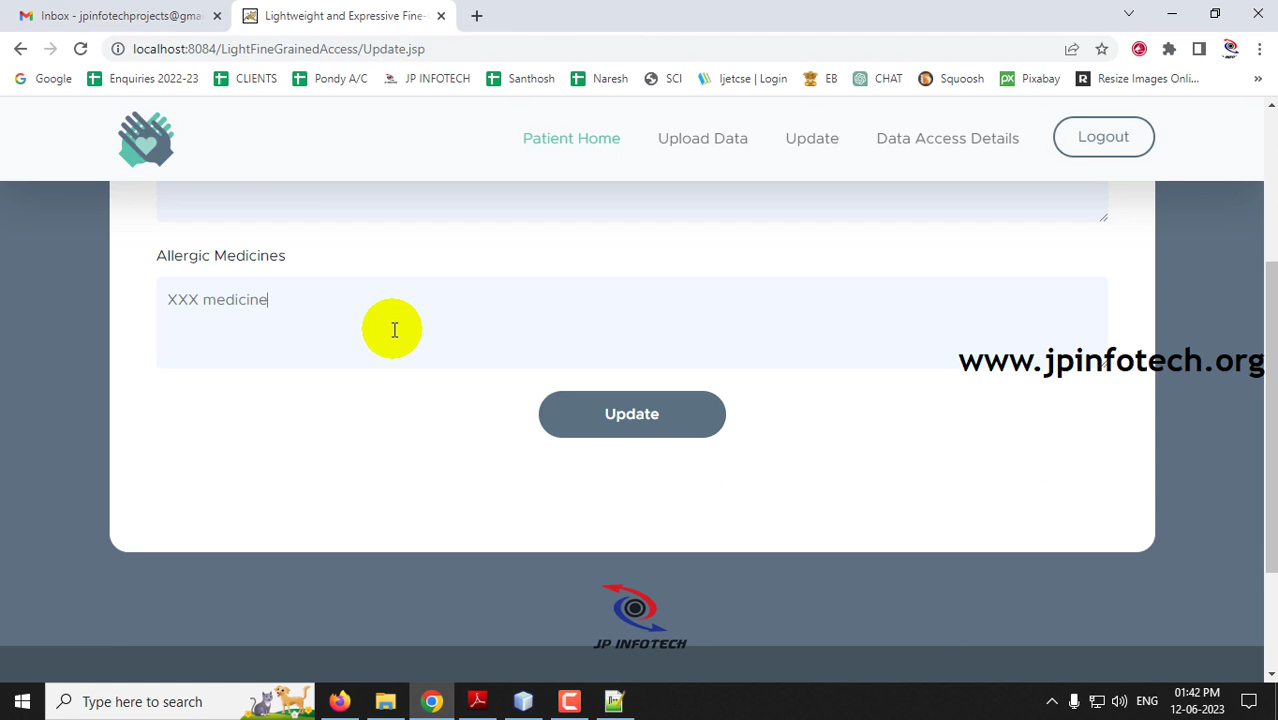 Inbox - jpinfotechprojects@gmai
Lightweight and Expressive Fine-
localhost:8084/LightFineGrainedAccess/Update.jsp
Google
Enquiries 2022-23
CLIENTS
Pondy A/C
JP INFOTECH
Santhosh
Naresh
SCI
Ijetcse | Login
EB
CHAT
Squoosh
Pixabay
Resize Images Onli...
Patient Home
Upload Data
Update
Data Access Details
Logout
Allergic Medicines
XXX medicine
www.jpinfotech.org
Update
JP INFOTECH
Type here to search
ENG
01:42 PM
12-06-2023